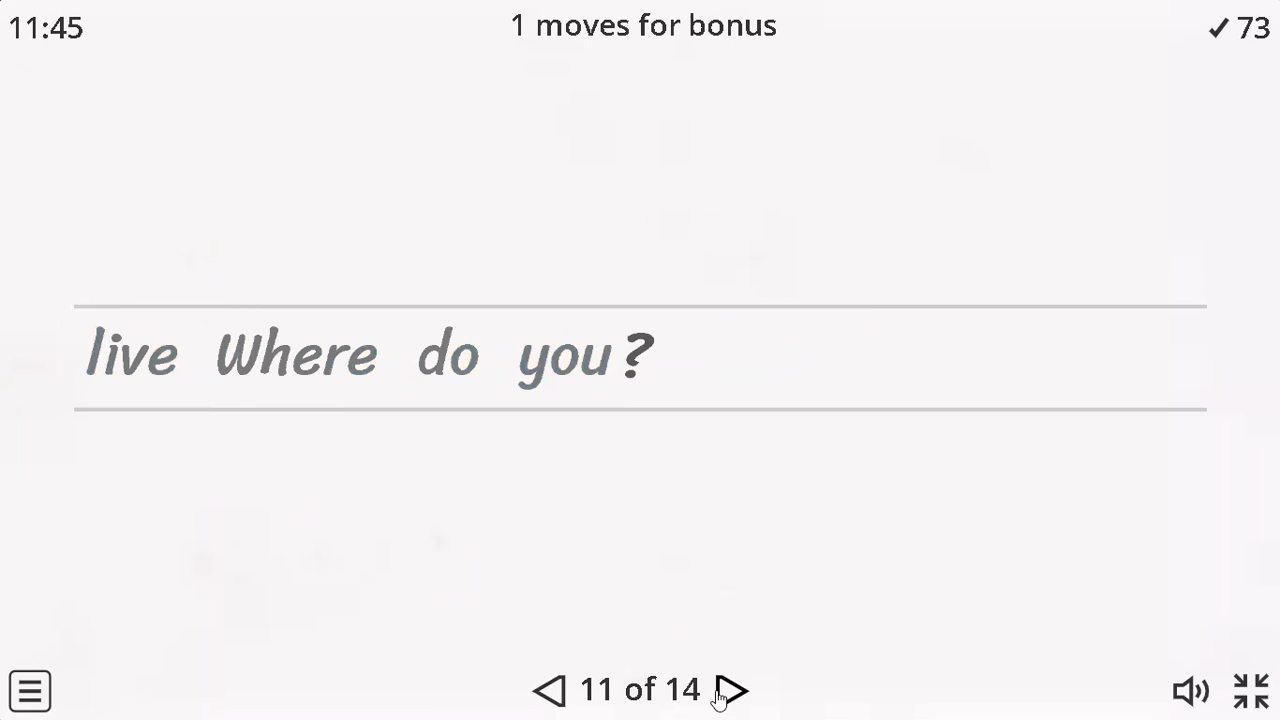 11:45
1 moves for bonus
✓ 73
live Where do you?
11 of 14